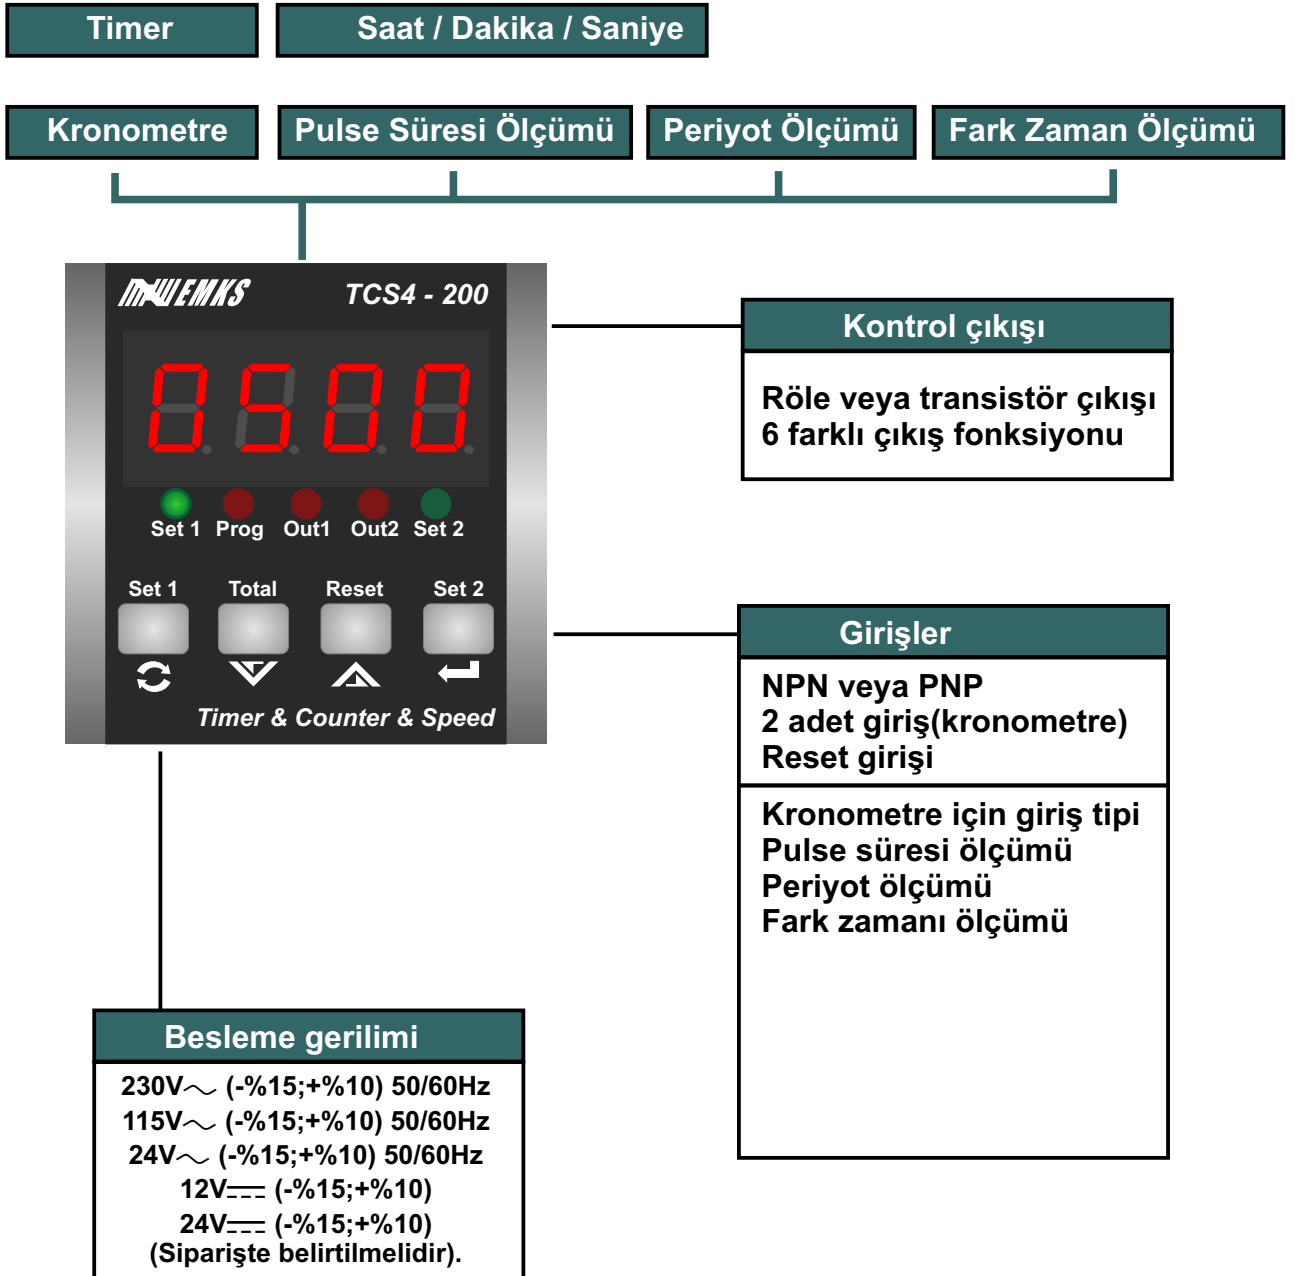 Timer
Saat / Dakika / Saniye
Kronometre
Pulse Süresi Ölçümü
Periyot Ölçümü
Fark Zaman Ölçümü
EMKS
TCS4 - 200
0500
Set 1 Prog Out1 Out2 Set 2
Set 1 Total Reset Set 2
Timer & Counter & Speed
Kontrol çıkışı
Röle veya transistör çıkışı
6 farklı çıkış fonksiyonu
Girişler
NPN veya PNP
2 adet giriş(kronometre)
Reset girişi
Kronometre için giriş tipi
Pulse süresi ölçümü
Periyot ölçümü
Fark zamanı ölçümü
Besleme gerilimi
230V~ (-%15;+%10) 50/60Hz
115V~ (-%15;+%10) 50/60Hz
24V~ (-%15;+%10) 50/60Hz
12V⎓ (-%15;+%10)
24V⎓ (-%15;+%10)
(Siparişte belirtilmelidir).